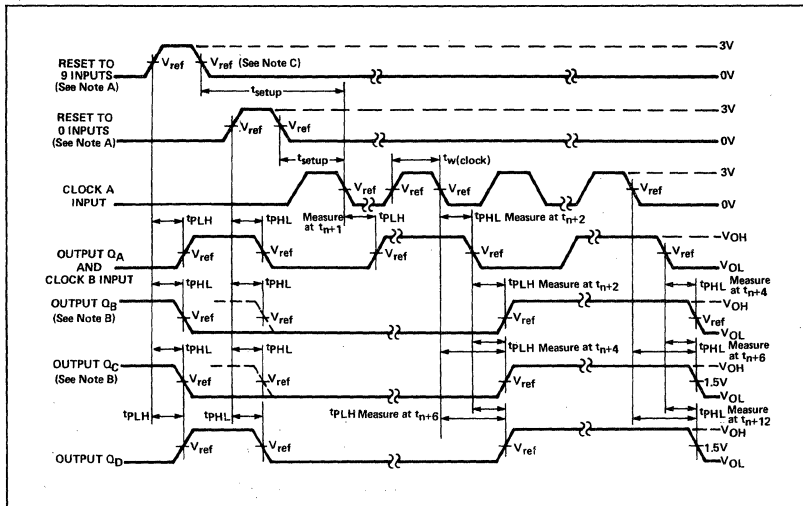 RESET TO
9 INPUTS
(See Note A)
Vref
Vref (See Note C)
3V
0V
tsetup
RESET TO
0 INPUTS
(See Note A)
Vref
Vref
3V
0V
tsetup
tw(clock)
CLOCK A
INPUT
Vref
Vref
Vref
Vref
3V
0V
tPLH
tPHL
Measure
at tn+1
tPLH
tPHL Measure at tn+2
OUTPUT QA
AND
CLOCK B INPUT
Vref
Vref
Vref
Vref
Vref
VOH
VOL
tPHL
tPHL
tPLH Measure at tn+2
tPHL
Measure
at tn+4
OUTPUT QB
(See Note B)
Vref
Vref
Vref
Vref
VOH
VOL
tPHL
tPHL
tPLH Measure at tn+4
tPHL
Measure
at tn+6
OUTPUT QC
(See Note B)
Vref
Vref
Vref
1.5V
VOH
VOL
tPLH
tPHL
tPLH Measure at tn+6
tPHL
Measure
at tn+12
OUTPUT QD
Vref
Vref
Vref
1.5V
VOH
VOL